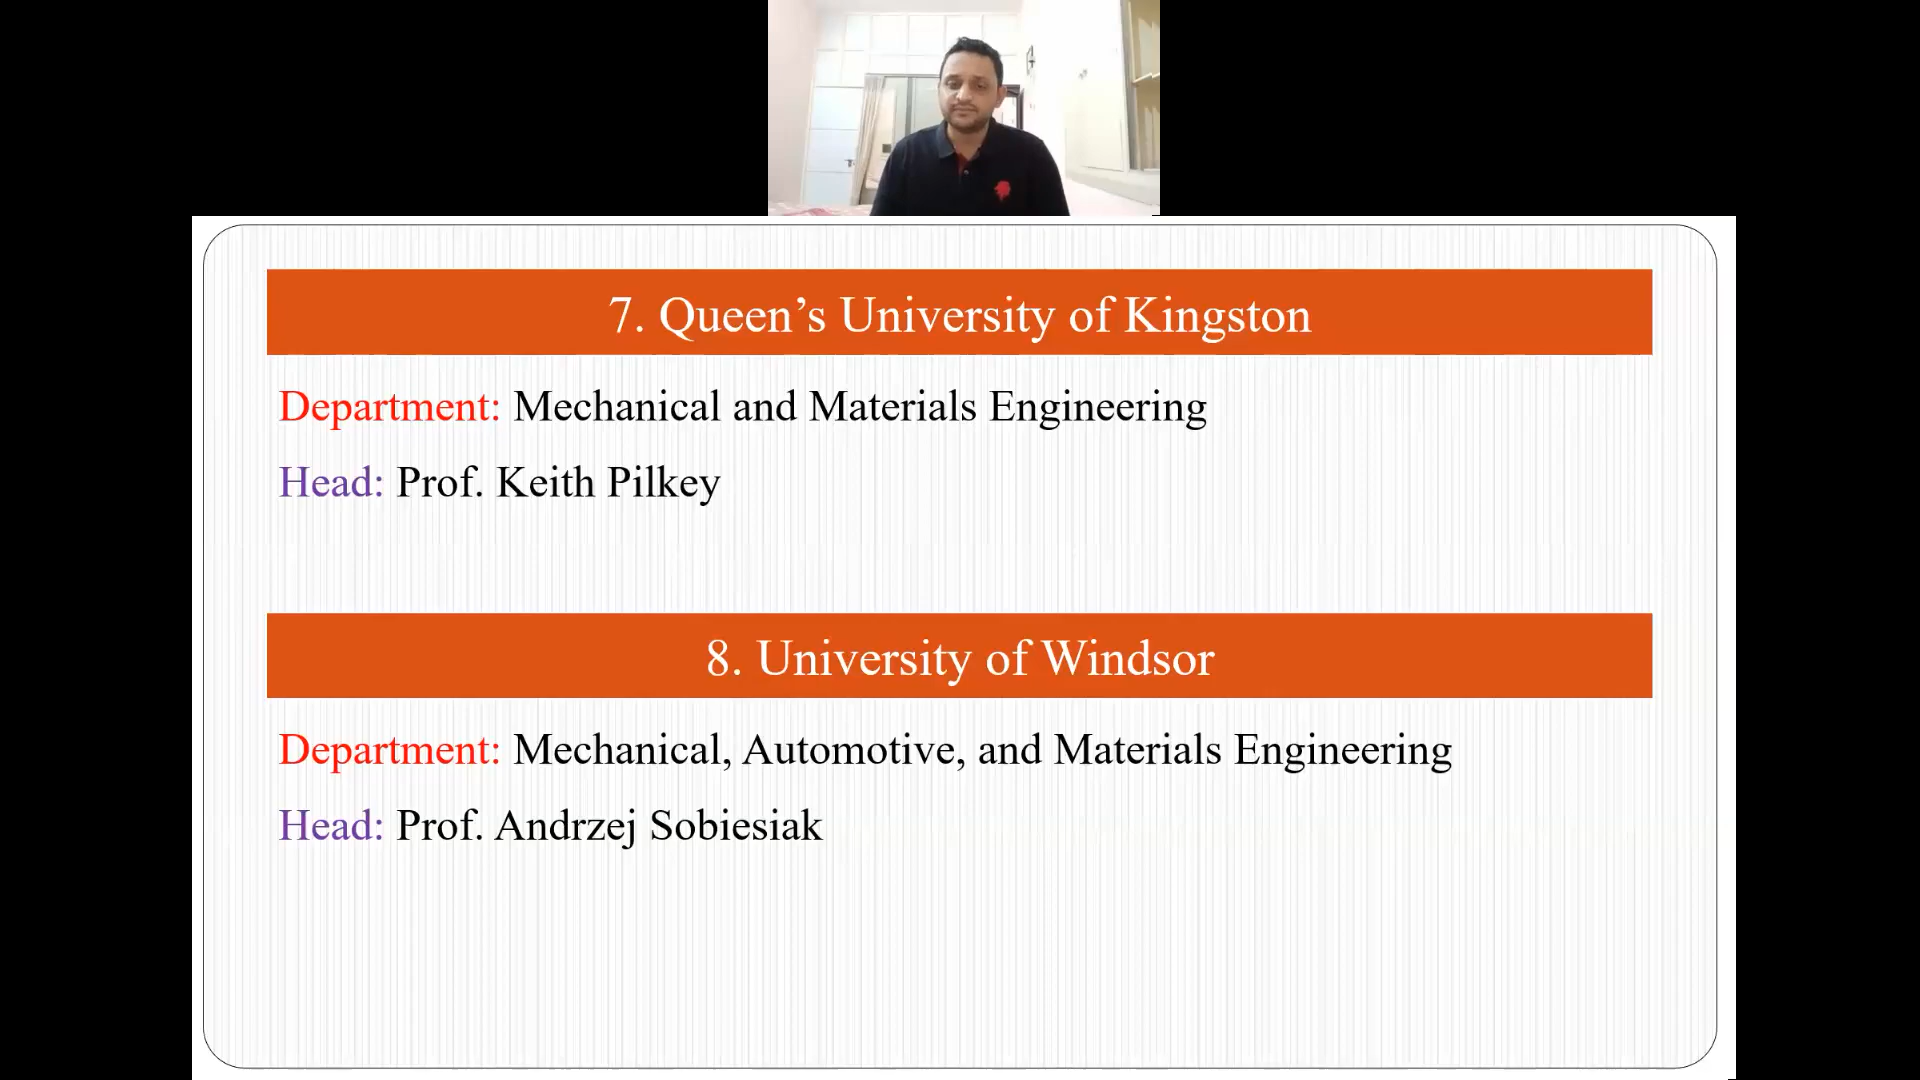 7. Queen’s University of Kingston
Department: Mechanical and Materials Engineering
Head: Prof. Keith Pilkey
8. University of Windsor
Department: Mechanical, Automotive, and Materials Engineering
Head: Prof. Andrzej Sobiesiak